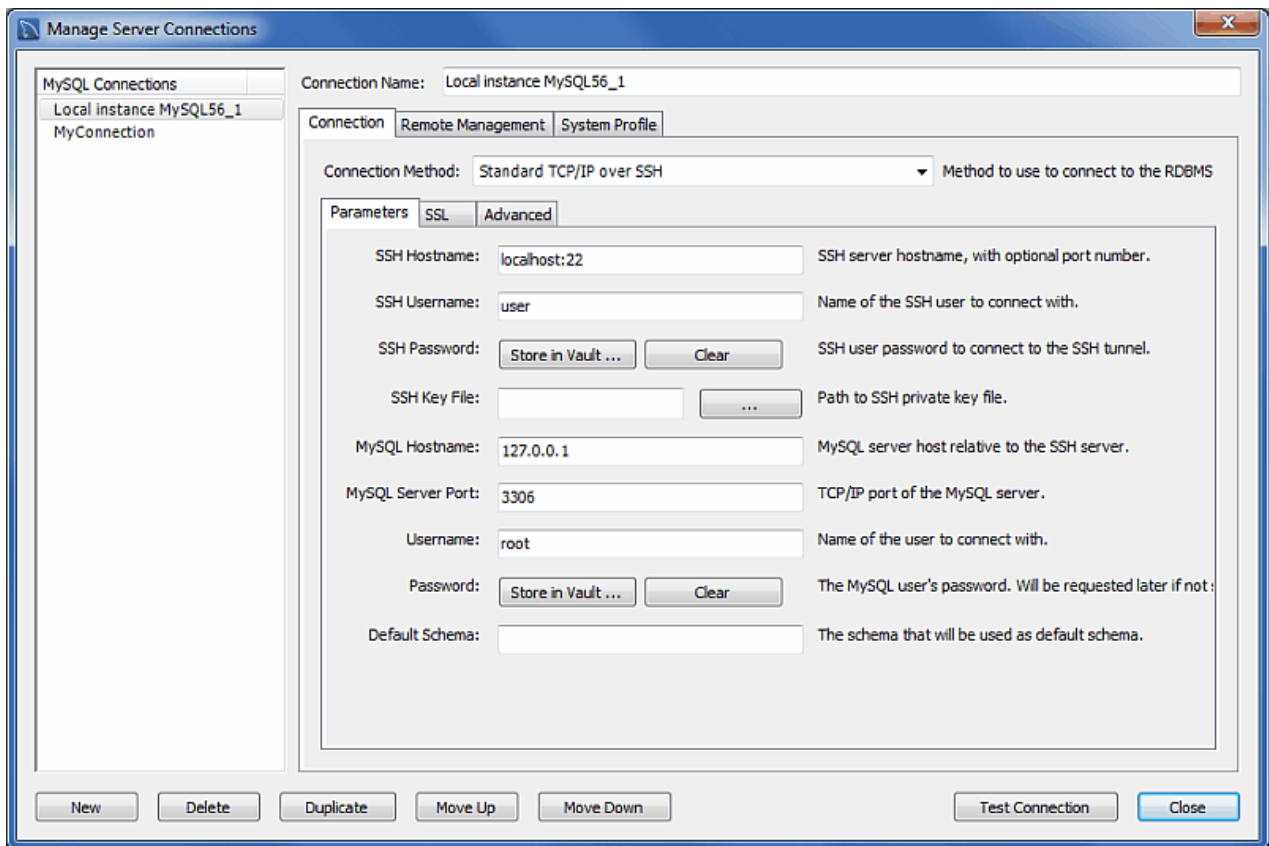 Manage Server Connections
MySQL Connections
Local instance MySQL56_1
MyConnection
Connection Name: Local instance MySQL56_1
Connection Remote Management System Profile
Connection Method: Standard TCP/IP over SSH Method to use to connect to the RDBMS
Parameters SSL Advanced
SSH Hostname: localhost:22 SSH server hostname, with optional port number.
SSH Username: user Name of the SSH user to connect with.
SSH Password: Store in Vault ... Clear SSH user password to connect to the SSH tunnel.
SSH Key File: ... Path to SSH private key file.
MySQL Hostname: 127.0.0.1 MySQL server host relative to the SSH server.
MySQL Server Port: 3306 TCP/IP port of the MySQL server.
Username: root Name of the user to connect with.
Password: Store in Vault ... Clear The MySQL user's password. Will be requested later if not
Default Schema: The schema that will be used as default schema.
New Delete Duplicate Move Up Move Down Test Connection Close